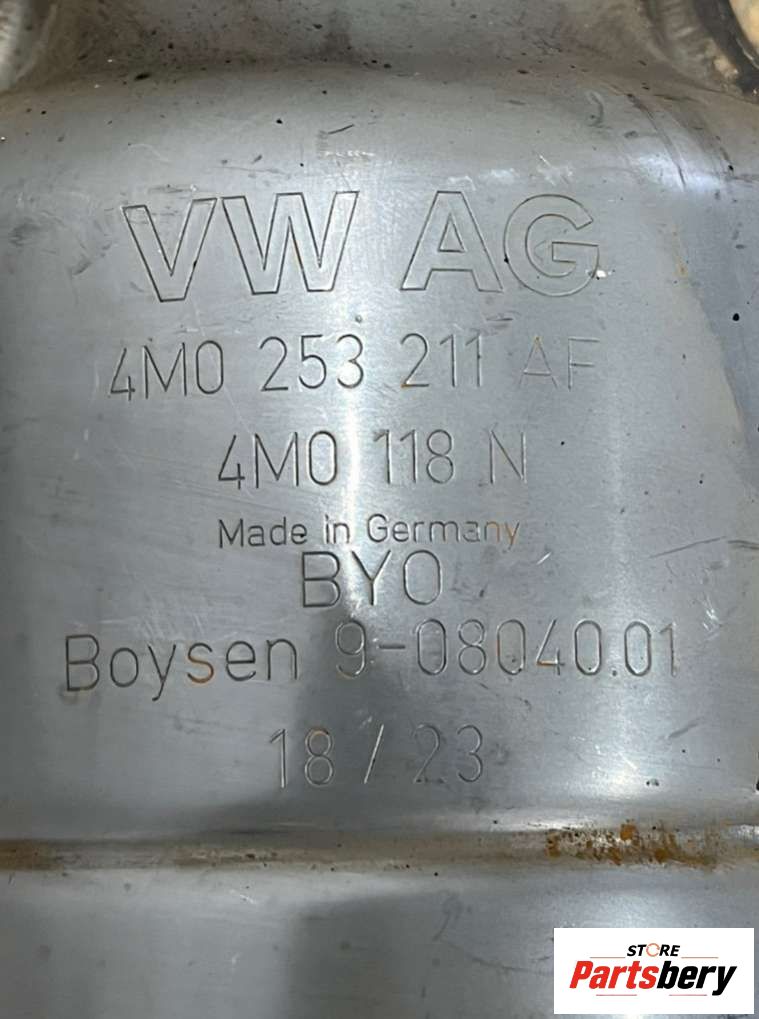 VW AG
4M0 253 211 AF
4M0 118 N
Made in Germany
BYO
Boysen 9-08040.01
18 / 23
STORE
Partsbery